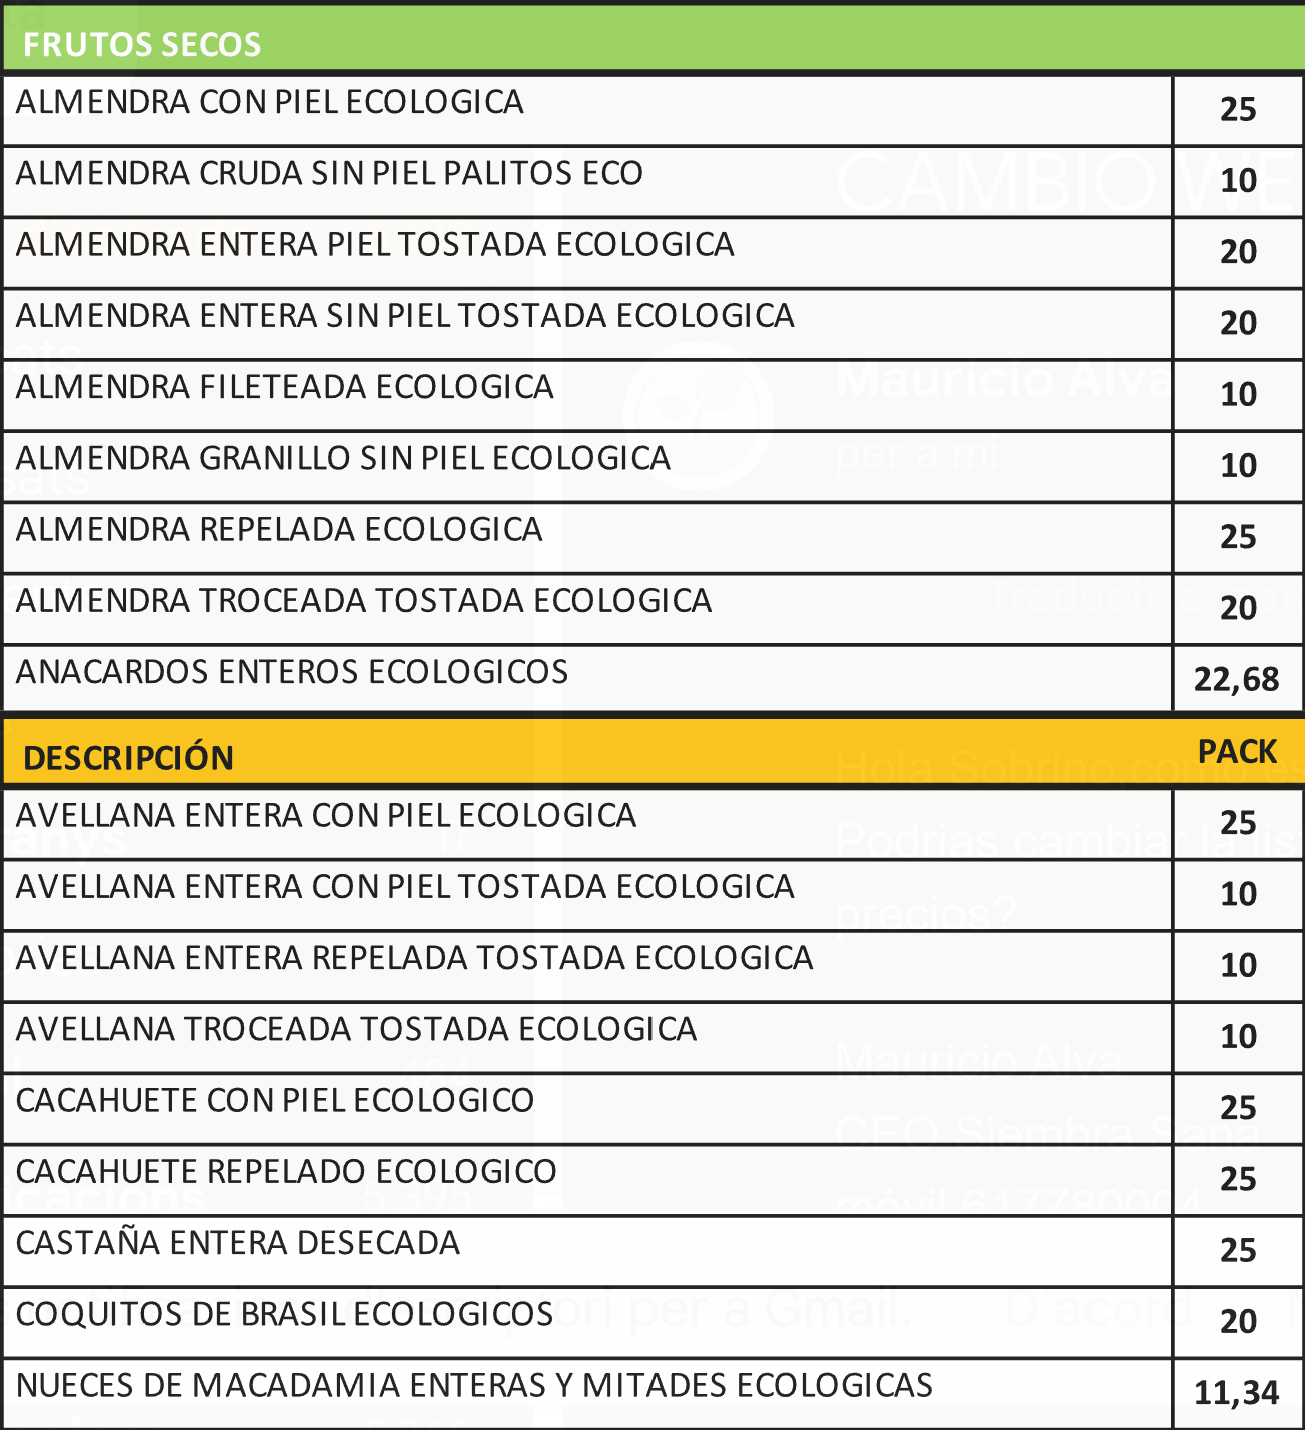 FRUTOS SECOS
ALMENDRA CON PIEL ECOLOGICA 25
ALMENDRA CRUDA SIN PIEL PALITOS ECO 10
ALMENDRA ENTERA PIEL TOSTADA ECOLOGICA 20
ALMENDRA ENTERA SIN PIEL TOSTADA ECOLOGICA 20
ALMENDRA FILETEADA ECOLOGICA 10
ALMENDRA GRANILLO SIN PIEL ECOLOGICA 10
ALMENDRA REPELADA ECOLOGICA 25
ALMENDRA TROCEADA TOSTADA ECOLOGICA 20
ANACARDOS ENTEROS ECOLOGICOS 22,68
DESCRIPCIÓN PACK
AVELLANA ENTERA CON PIEL ECOLOGICA 25
AVELLANA ENTERA CON PIEL TOSTADA ECOLOGICA 10
AVELLANA ENTERA REPELADA TOSTADA ECOLOGICA 10
AVELLANA TROCEADA TOSTADA ECOLOGICA 10
CACAHUETE CON PIEL ECOLOGICO 25
CACAHUETE REPELADO ECOLOGICO 25
CASTAÑA ENTERA DESECADA 25
COQUITOS DE BRASIL ECOLOGICOS 20
NUECES DE MACADAMIA ENTERAS Y MITADES ECOLOGICAS 11,34